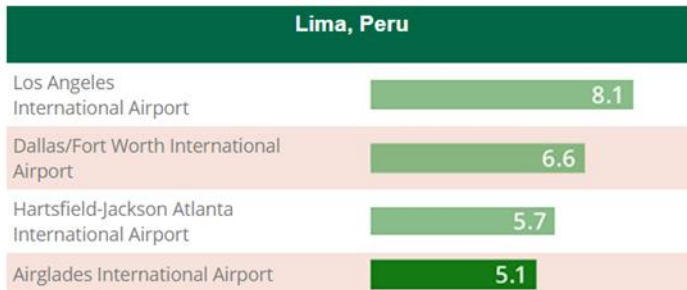 Lima, Peru
Los Angeles
International Airport
8.1
Dallas/Fort Worth International
Airport
6.6
Hartsfield-Jackson Atlanta
International Airport
5.7
Airglades International Airport
5.1